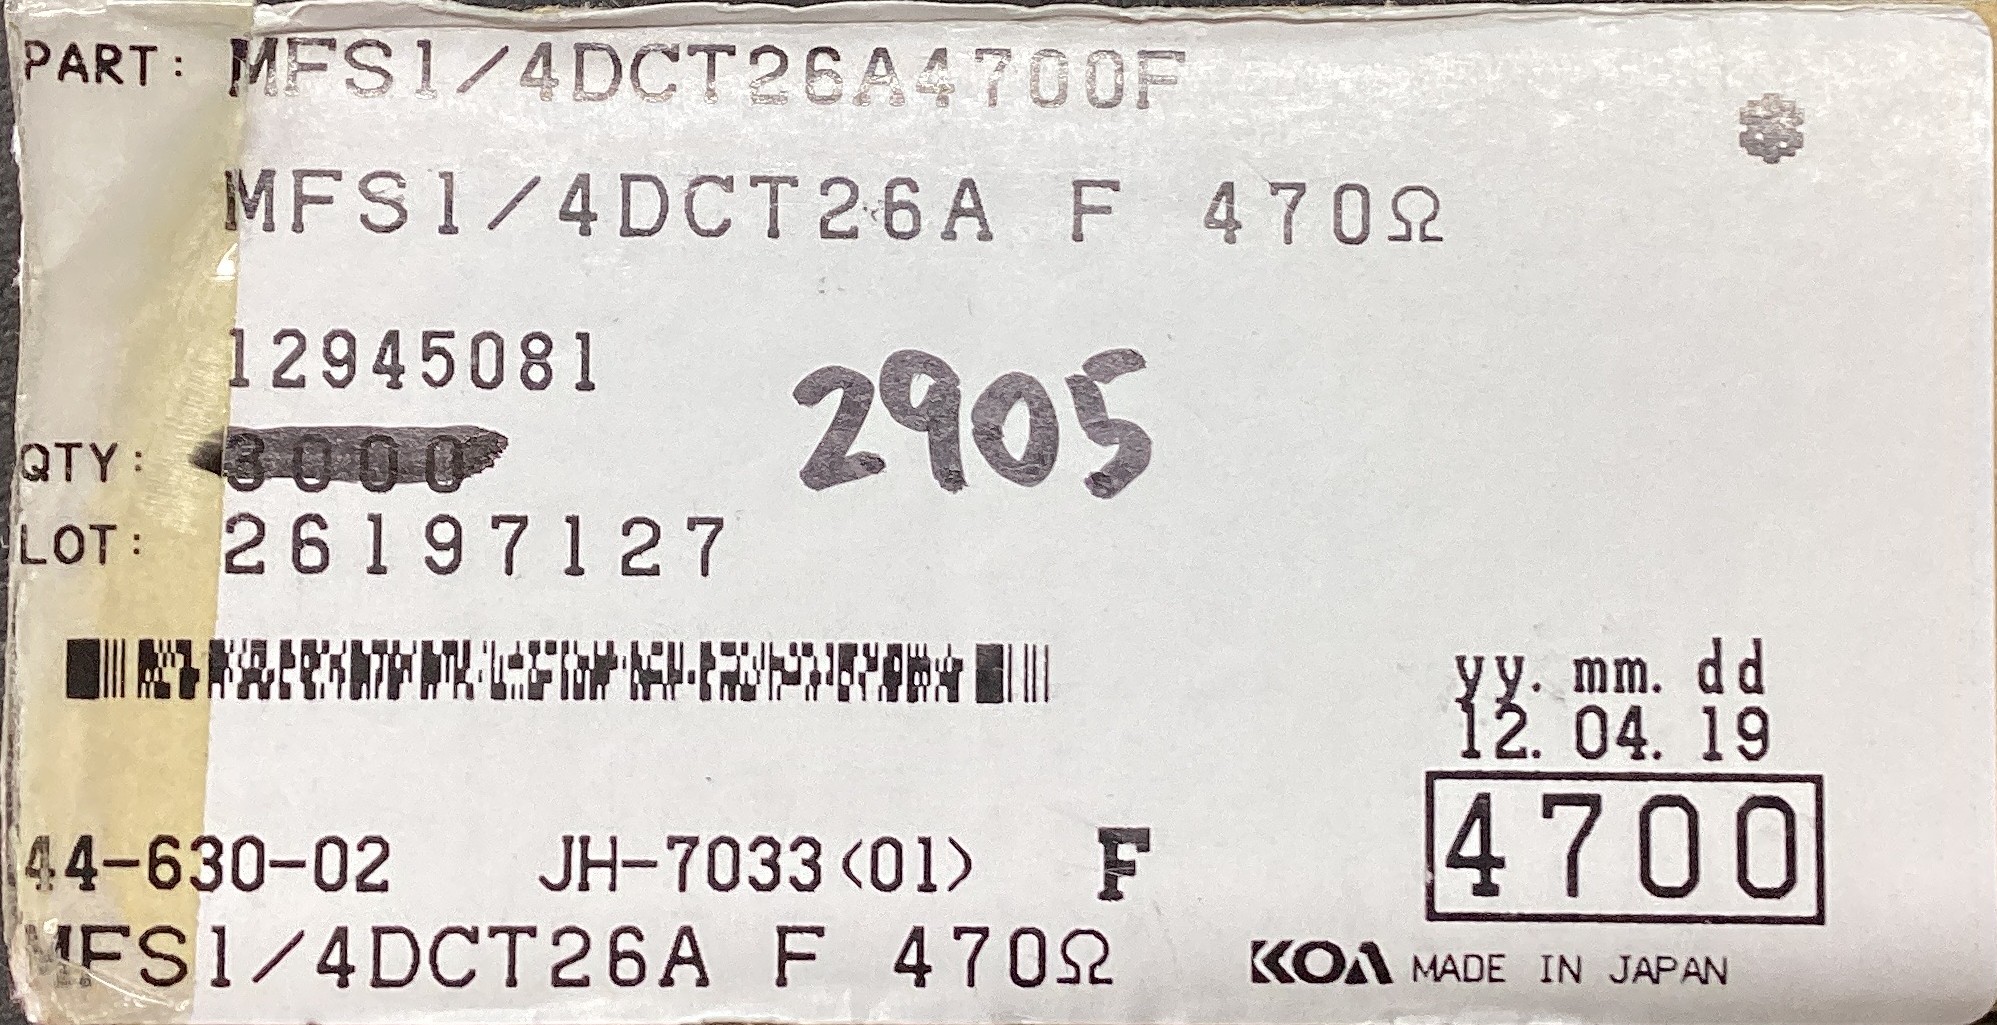 PART: MFS1/4DCT26A4700F
MFS1/4DCT26A F 470Ω
12945081
2905
QTY: 3000
LOT: 26197127
yy. mm. dd
12. 04. 19
4700
44-630-02 JH-7033<01> F
MFS1/4DCT26A F 470Ω
KOA MADE IN JAPAN